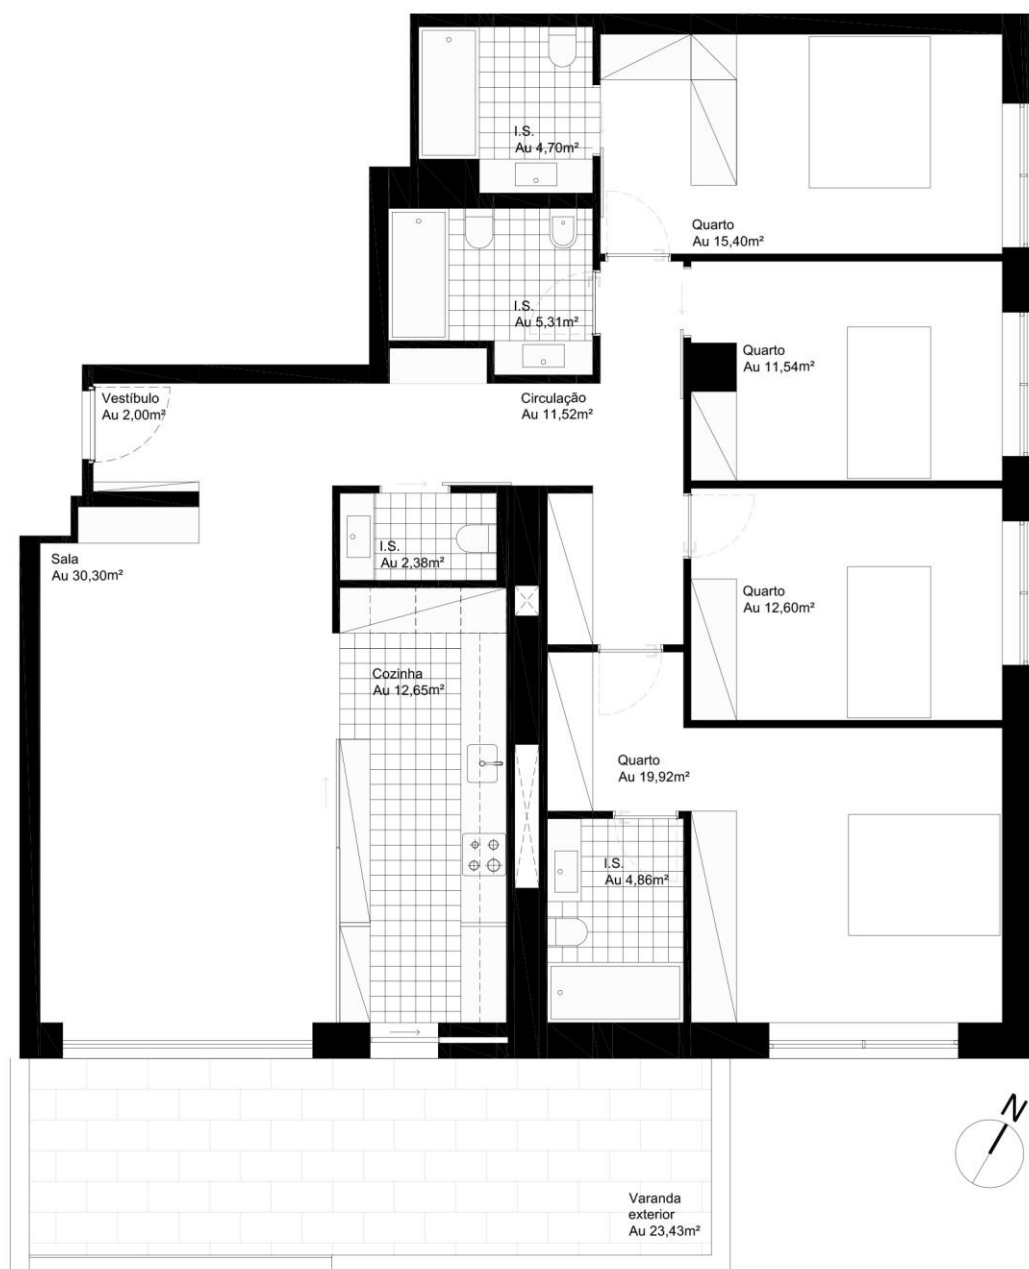 I.S.
Au 4,70m²
Quarto
Au 15,40m²
I.S.
Au 5,31m²
Quarto
Au 11,54m²
Vestíbulo
Au 2,00m²
Circulação
Au 11,52m²
I.S.
Au 2,38m²
Sala
Au 30,30m²
Quarto
Au 12,60m²
Cozinha
Au 12,65m²
Quarto
Au 19,92m²
I.S.
Au 4,86m²
N
Varanda
exterior
Au 23,43m²